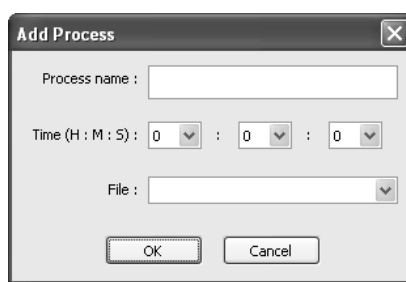 Add Process
Process name :
Time (H : M : S) : 0 : 0 : 0
File :
OK Cancel